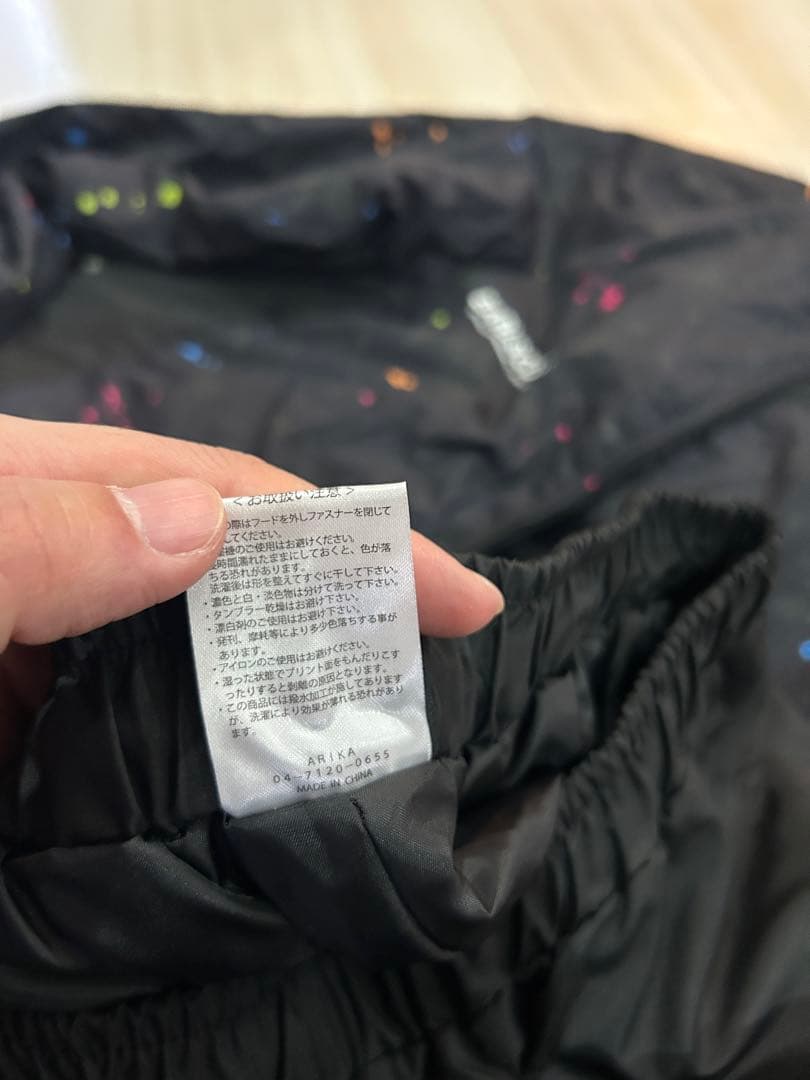 ＜お取扱い注意＞
の際はフードを外しファスナーを閉じて
してください。
機のご使用はお避けください。
長時間濡れたままにしておくと、色が落
ちる恐れがあります。
洗濯後は形を整えてすぐに干して下さい。
・濃色と白・淡色物は分けて洗って下さい。
・タンブラー乾燥はお避け下さい。
・漂白剤のご使用はお避け下さい。
・発刊、摩耗等により多少色落ちする事が
あります。
・アイロンのご使用はお避けください。
・湿った状態でプリント面をもんだりこす
ったりすると剥離の原因となります。
・この商品には撥水加工が施してあります
が、洗濯により効果が薄れる恐れがあり
ます。
ARIKA
04-7120-0655
MADE IN CHINA